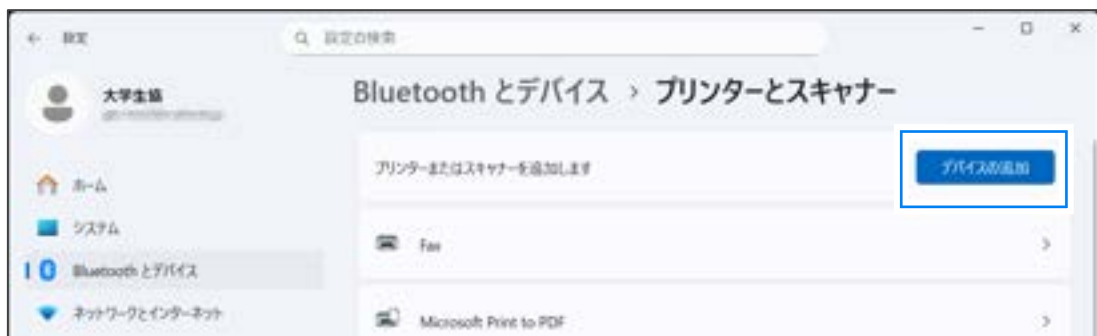 設定
設定の検索
大学生協
Bluetooth とデバイス › プリンターとスキャナー
プリンターまたはスキャナーを追加します
デバイスの追加
ホーム
システム
Fax
Bluetooth とデバイス
ネットワークとインターネット
Microsoft Print to PDF